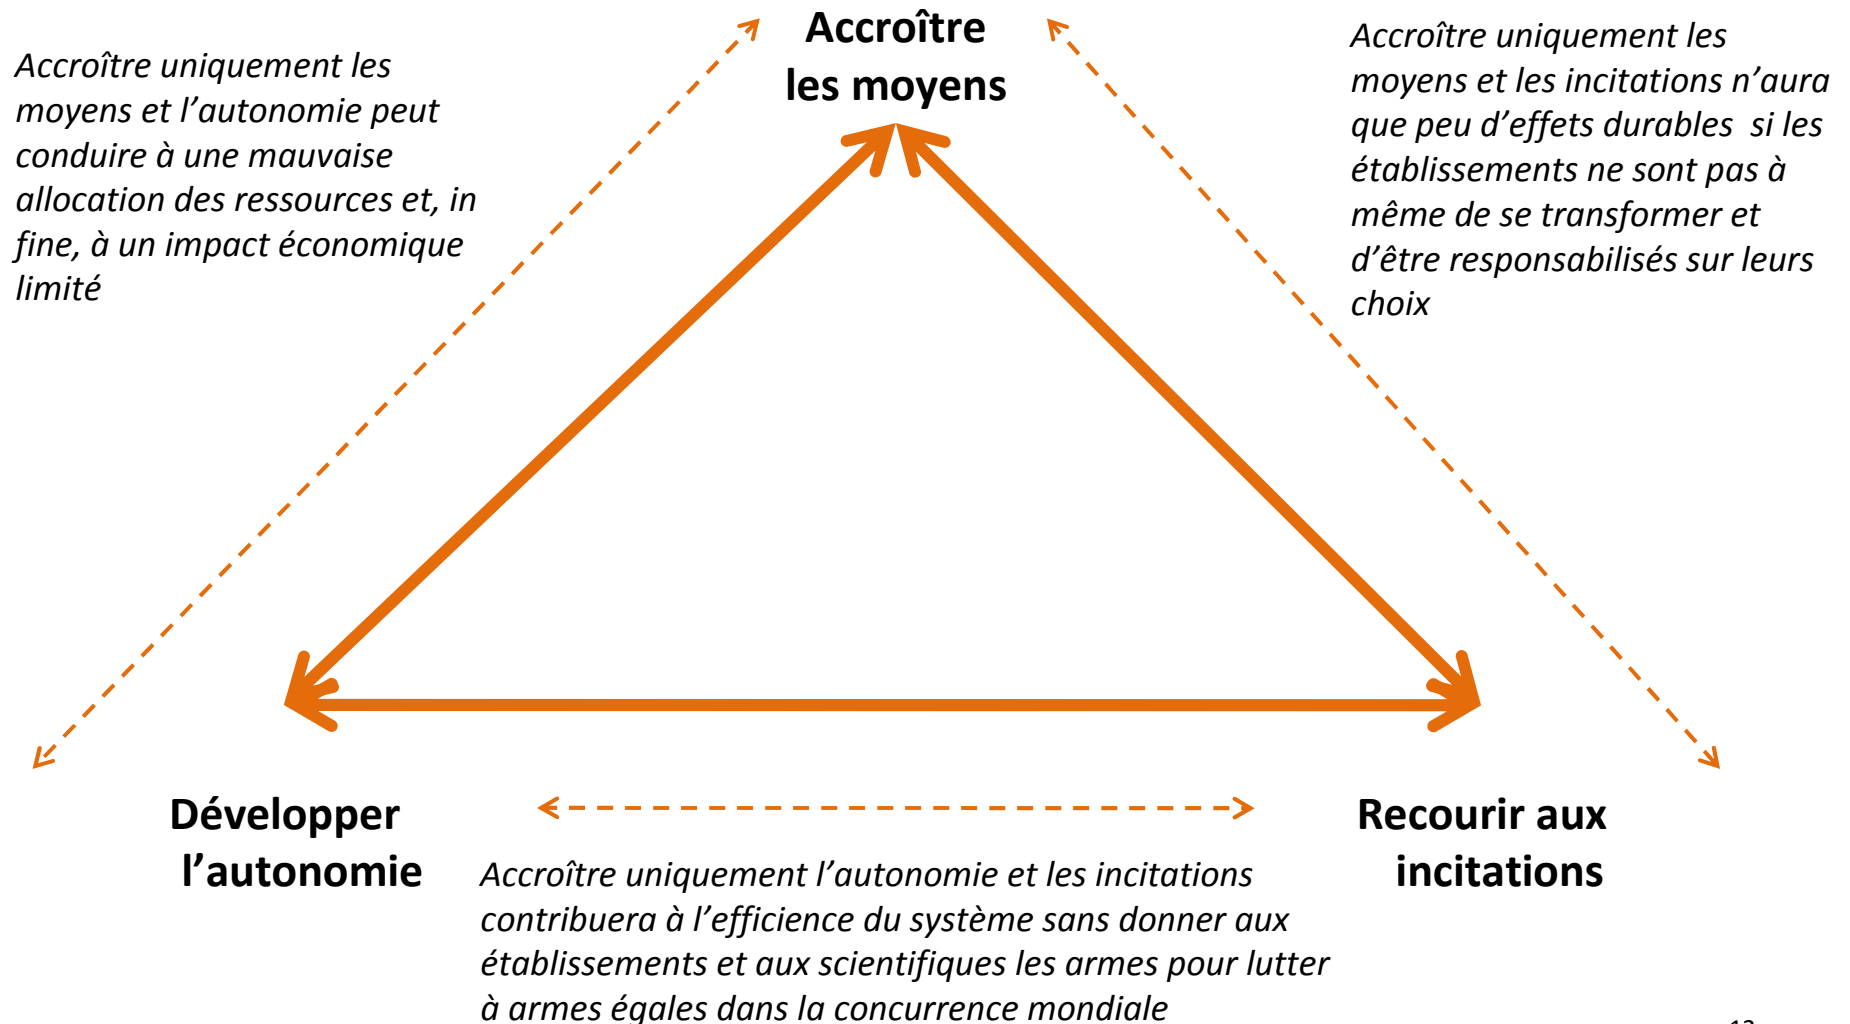 Accroître
les moyens
Accroître uniquement les
moyens et l’autonomie peut
conduire à une mauvaise
allocation des ressources et, in
fine, à un impact économique
limité
Accroître uniquement les
moyens et les incitations n’aura
que peu d’effets durables  si les
établissements ne sont pas à
même de se transformer et
d’être responsabilisés sur leurs
choix
Développer
l’autonomie
Recourir aux
incitations
Accroître uniquement l’autonomie et les incitations
contribuera à l’efficience du système sans donner aux
établissements et aux scientifiques les armes pour lutter
à armes égales dans la concurrence mondiale